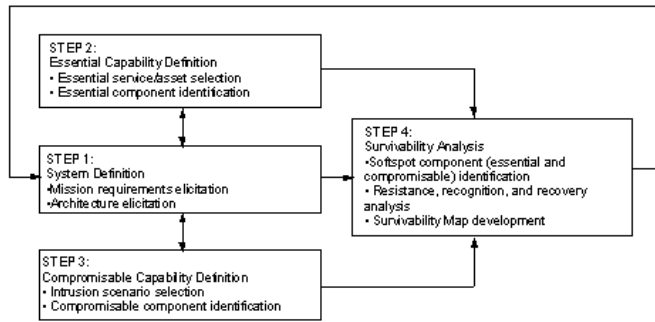 STEP 2:
Essential Capability Definition
• Essential service/asset selection
• Essential component identification
STEP 1:
System Definition
•Mission requirements elicitation
•Architecture elicitation
STEP 3:
Compromisable Capability Definition
• Intrusion scenario selection
• Compromisable component identification
STEP 4:
Survivability Analysis
•Softspot component (essential and
compromisable) identification
• Resistance, recognition, and recovery
analysis
• Survivability Map development